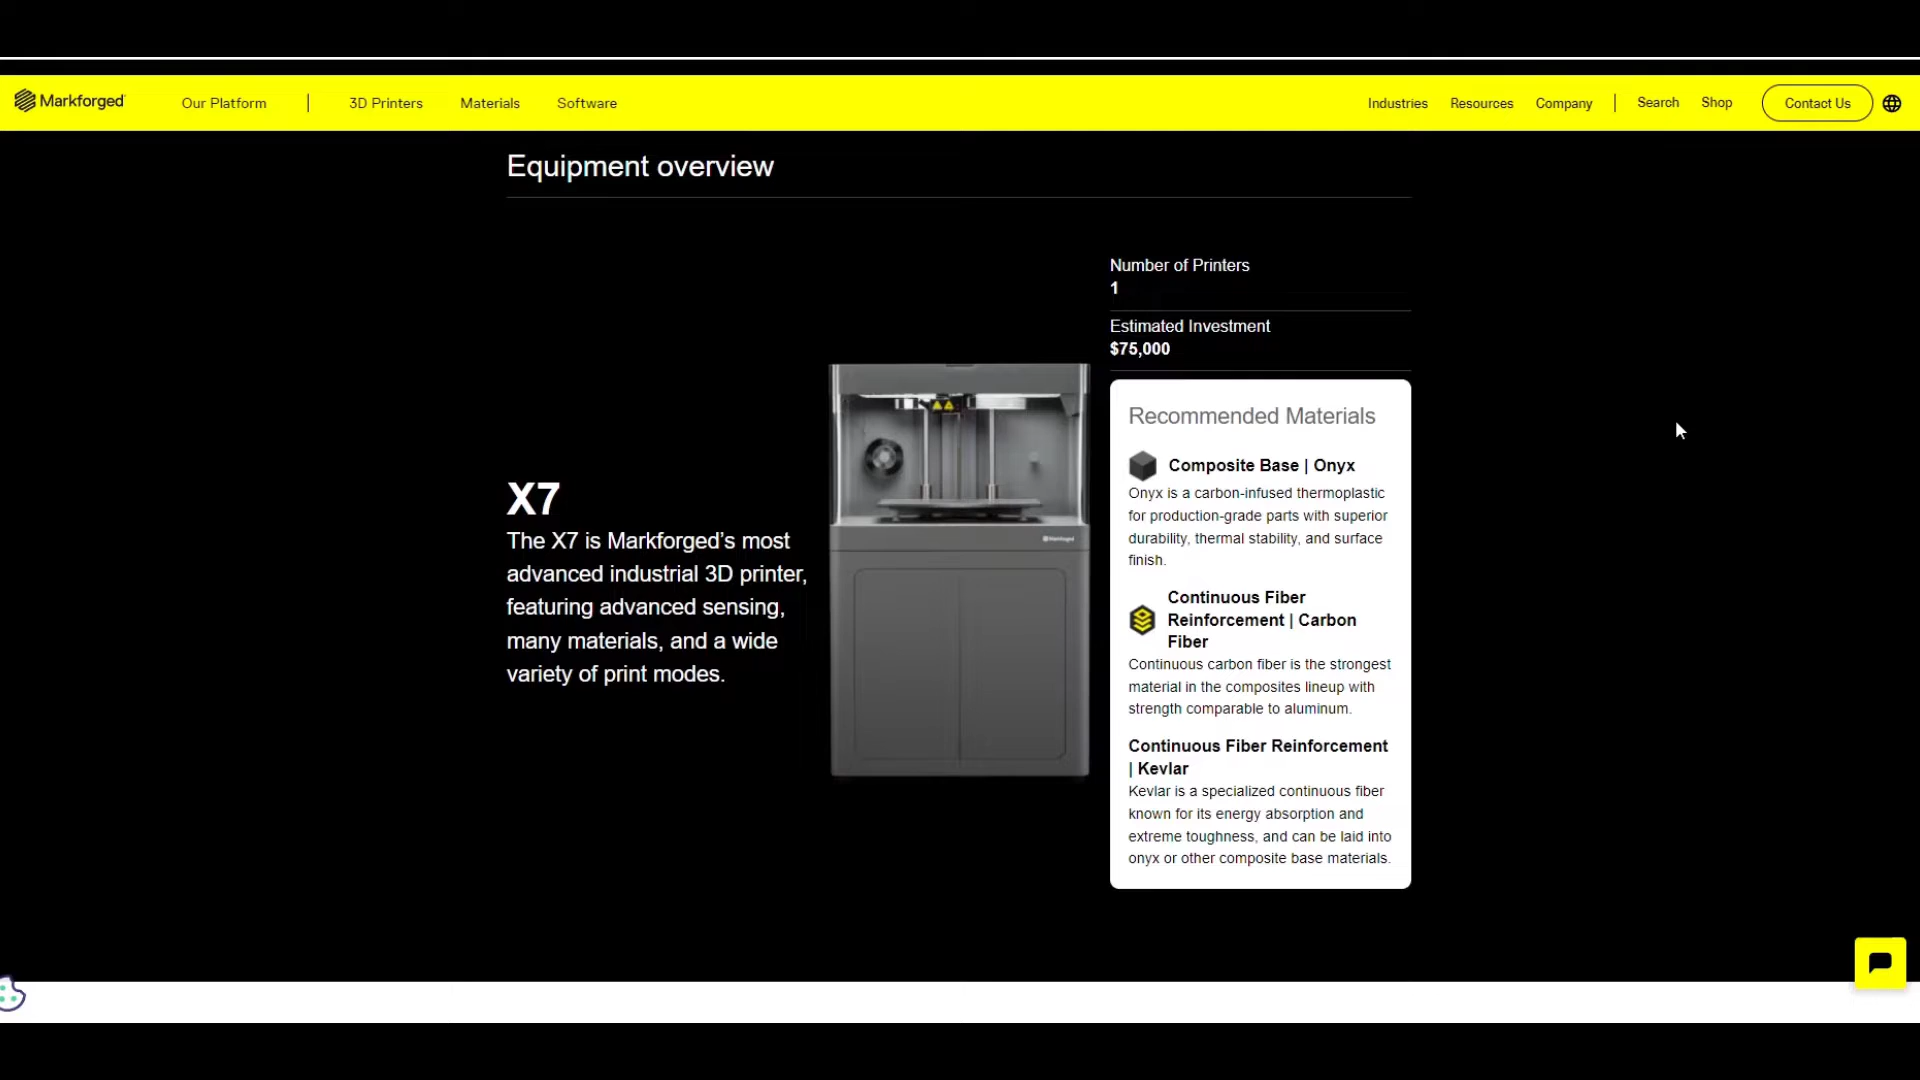 Markforged
Our Platform | 3D Printers Materials Software
Industries Resources Company | Search Shop Contact Us
Equipment overview
Number of Printers
1
Estimated Investment
$75,000
X7
The X7 is Markforged’s most
advanced industrial 3D printer,
featuring advanced sensing,
many materials, and a wide
variety of print modes.
Markforged
Recommended Materials
Composite Base | Onyx
Onyx is a carbon-infused thermoplastic
for production-grade parts with superior
durability, thermal stability, and surface
finish.
Continuous Fiber
Reinforcement | Carbon
Fiber
Continuous carbon fiber is the strongest
material in the composites lineup with
strength comparable to aluminum.
Continuous Fiber Reinforcement
| Kevlar
Kevlar is a specialized continuous fiber
known for its energy absorption and
extreme toughness, and can be laid into
onyx or other composite base materials.